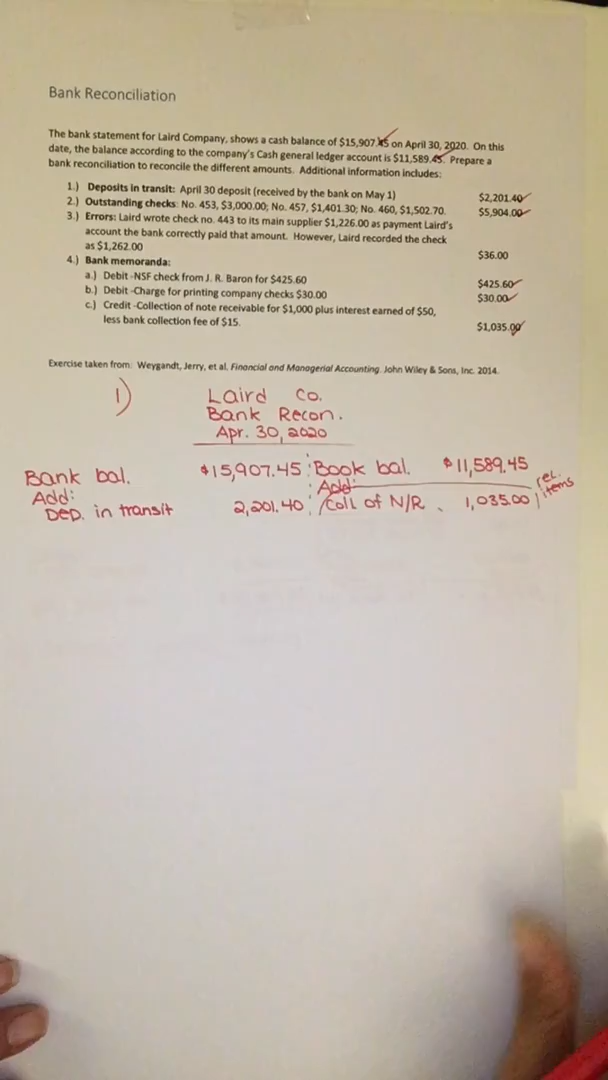 Bank Reconciliation
The bank statement for Laird Company, shows a cash balance of $15,907.45 on April 30, 2020. On this
date, the balance according to the company's Cash general ledger account is $11,589.45. Prepare a
bank reconciliation to reconcile the different amounts. Additional information includes:
1.) Deposits in transit: April 30 deposit (received by the bank on May 1) $2,201.40
2.) Outstanding checks: No. 453, $3,000.00; No. 457, $1,401.30; No. 460, $1,502.70. $5,904.00
3.) Errors: Laird wrote check no. 443 to its main supplier $1,226.00 as payment Laird's
account the bank correctly paid that amount. However, Laird recorded the check
as $1,262.00 $36.00
4.) Bank memoranda:
a.) Debit -NSF check from J. R. Baron for $425.60 $425.60
b.) Debit -Charge for printing company checks $30.00 $30.00
c.) Credit -Collection of note receivable for $1,000 plus interest earned of $50,
less bank collection fee of $15. $1,035.00
Exercise taken from: Weygandt, Jerry, et al. Financial and Managerial Accounting. John Wiley & Sons, Inc. 2014.
1) Laird Co.
Bank Recon.
Apr. 30, 2020
Bank bal. $15,907.45 Book bal. $11,589.45
Add: Add: rec.
Dep. in transit 2,201.40 Coll of N/R 1,035.00 items